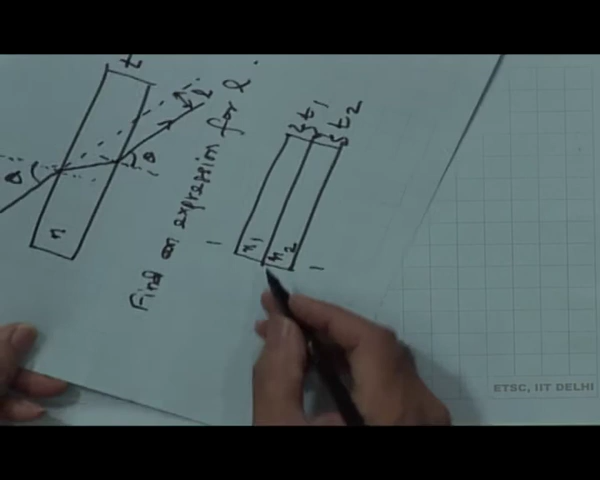 t
l
θ
θ
n
Find an expression for l.
t1
t2
n1
n2
1
1
ETSC, IIT DELHI